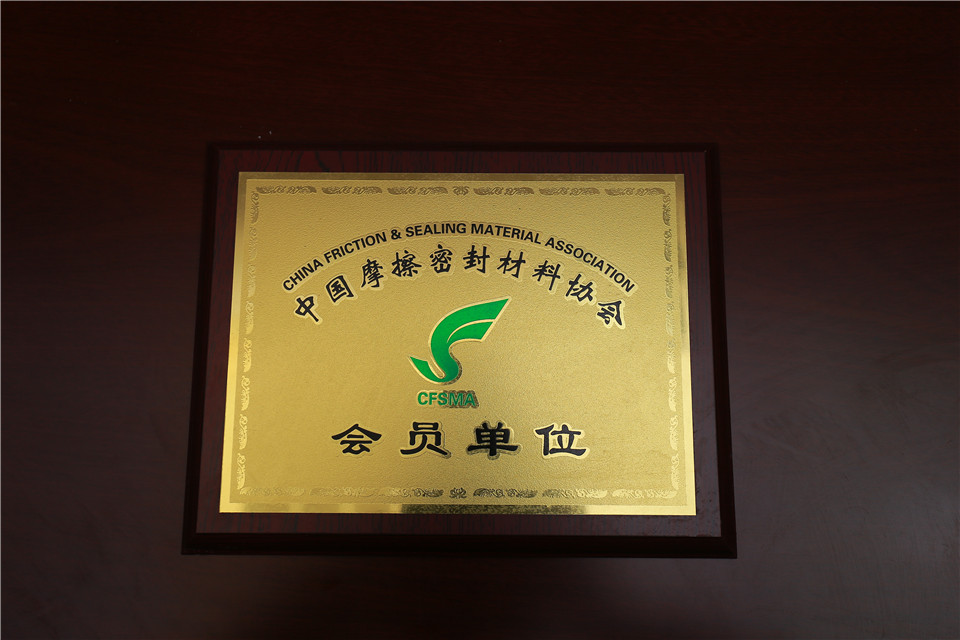 CHINA FRICTION & SEALING MATERIAL ASSOCIATION
中国摩擦密封材料协会
CFSMA
会员单位